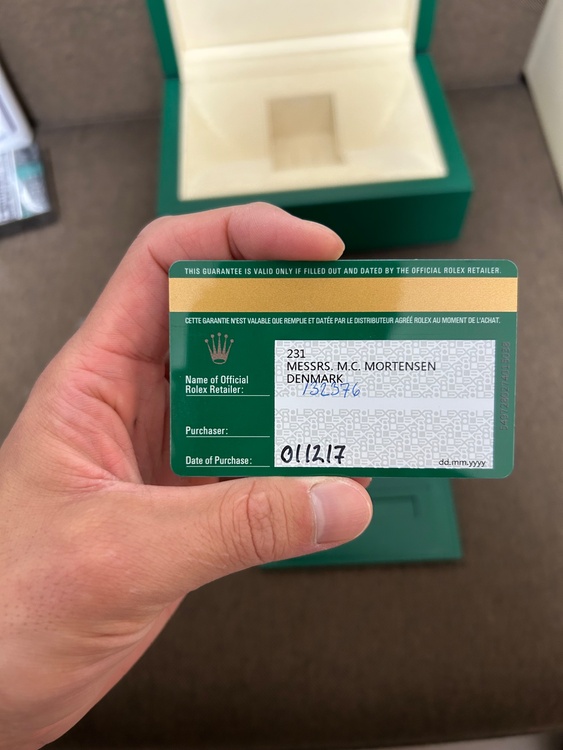 THIS GUARANTEE IS VALID ONLY IF FILLED OUT AND DATED BY THE OFFICIAL ROLEX RETAILER.
CETTE GARANTIE N'EST VALABLE QUE REMPLIE ET DATÉE PAR LE DISTRIBUTEUR AGRÉÉ ROLEX AU MOMENT DE L'ACHAT.
231
MESSRS. M.C. MORTENSEN
DENMARK
Name of Official
Rolex Retailer:
132576
Purchaser:
Date of Purchase:
011217
dd.mm.yyyy